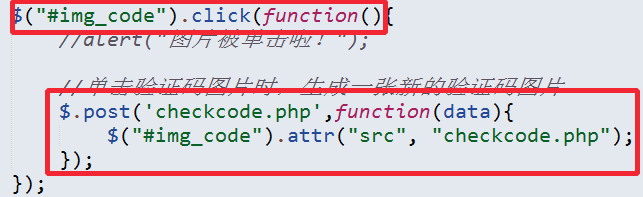 $("#img_code").click(function(){
//alert("图片被单击啦！");
//单击验证码图片时，生成一张新的验证码图片
$.post('checkcode.php',function(data){
$("#img_code").attr("src", "checkcode.php");
});
});